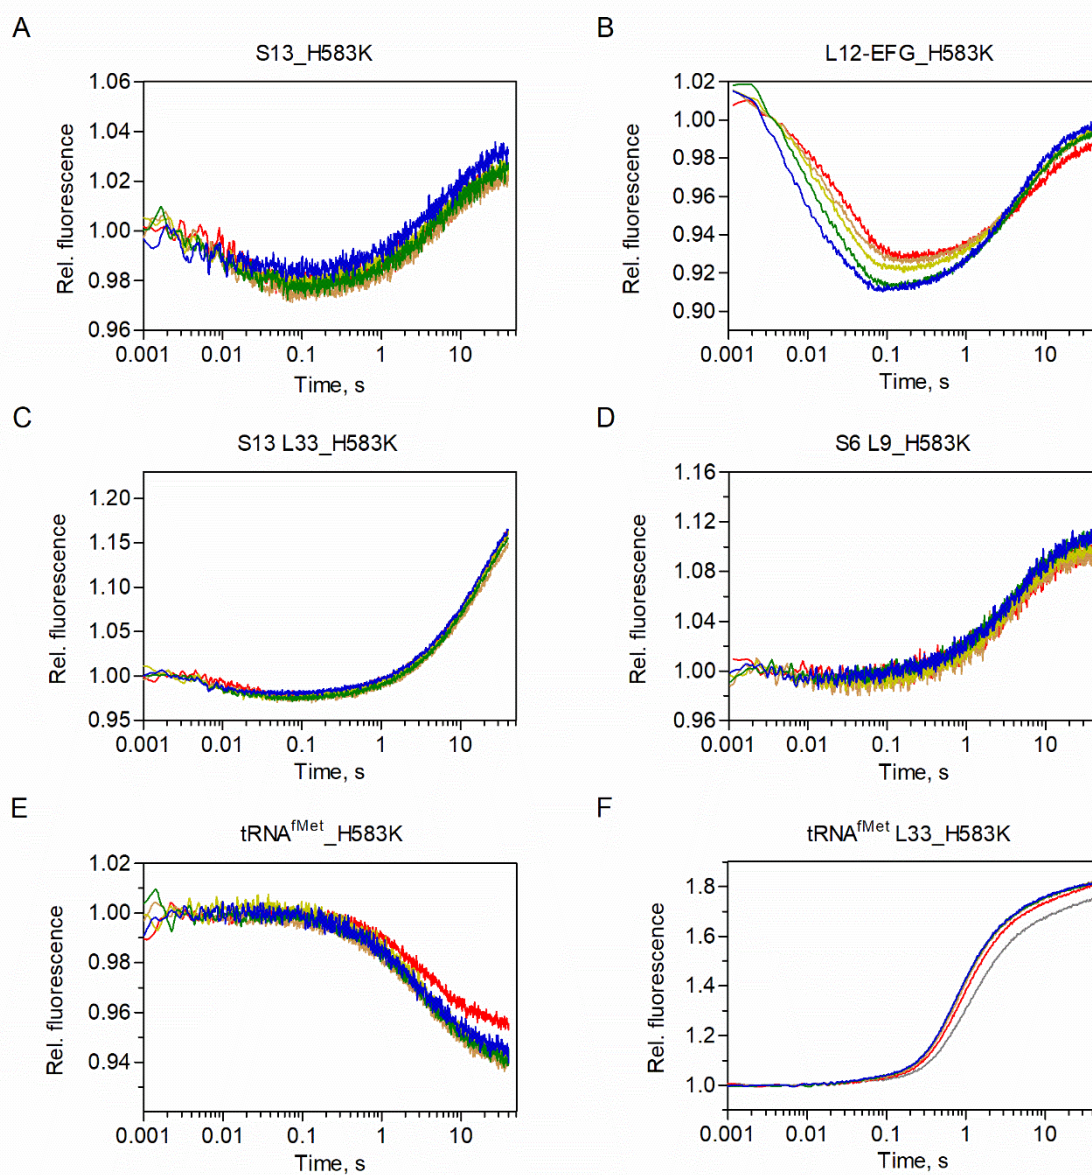 A
S13_H583K
Rel. fluorescence
1.06
1.04
1.02
1.00
0.98
0.96
0.001 0.01 0.1 1 10
Time, s
B
L12-EFG_H583K
Rel. fluorescence
1.02
1.00
0.98
0.96
0.94
0.92
0.90
0.001 0.01 0.1 1 10
Time, s
C
S13 L33_H583K
Rel. fluorescence
1.20
1.15
1.10
1.05
1.00
0.95
0.001 0.01 0.1 1 10
Time, s
D
S6 L9_H583K
Rel. fluorescence
1.16
1.12
1.08
1.04
1.00
0.96
0.001 0.01 0.1 1 10
Time, s
E
tRNA^fMet_H583K
Rel. fluorescence
1.02
1.00
0.98
0.96
0.94
0.001 0.01 0.1 1 10
Time, s
F
tRNA^fMet L33_H583K
Rel. fluorescence
1.8
1.6
1.4
1.2
1.0
0.001 0.01 0.1 1 10
Time, s